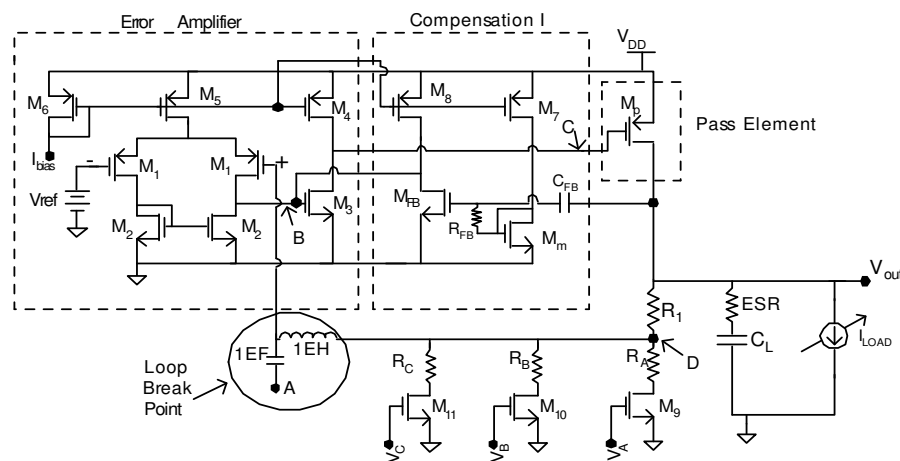 Error Amplifier
Compensation I
V_DD
M_6
M_5
M_4
M_8
M_7
M_p
C
Pass Element
I_bias
-
M_1
M_1
+
Vref
M_2
M_2
B
M_3
M_FB
C_FB
R_FB
M_m
V_out
Loop
Break
Point
1EF
1EH
A
R_1
D
ESR
C_L
I_LOAD
R_C
R_B
R_A
M_11
M_10
M_9
V_C
V_B
V_A